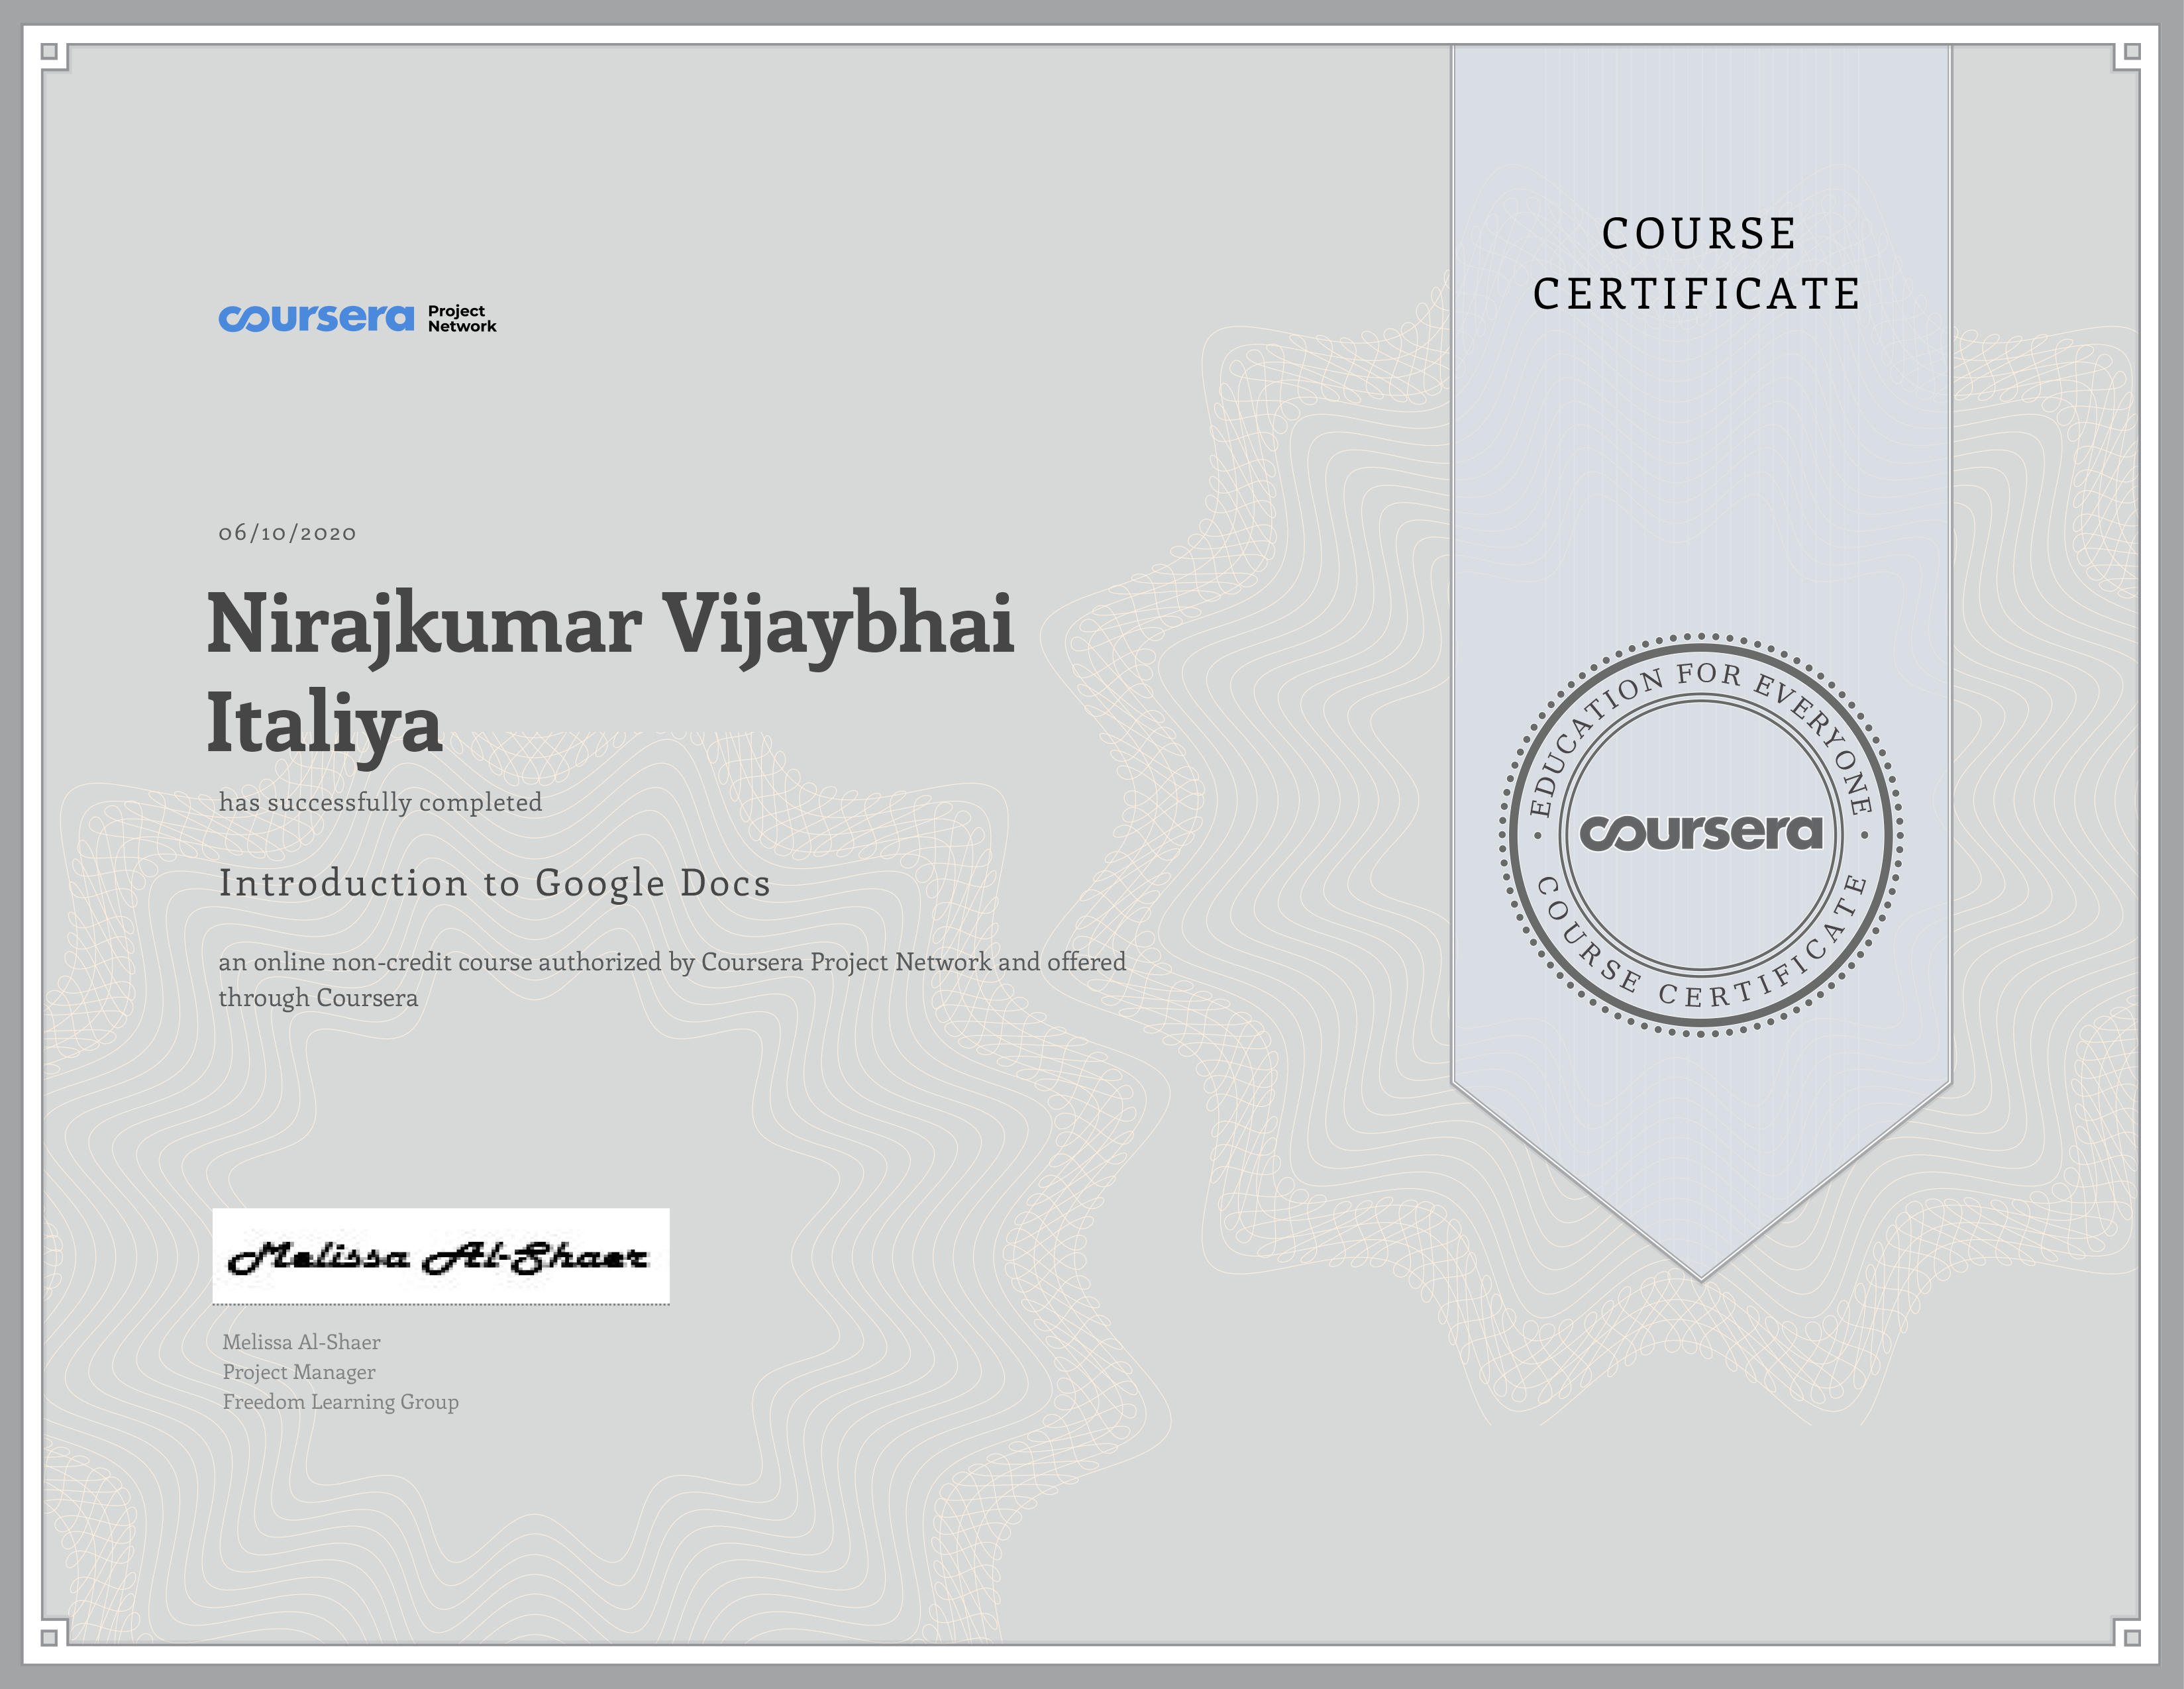 coursera Project
Network
COURSE
CERTIFICATE
06/10/2020
Nirajkumar Vijaybhai
Italiya
has successfully completed
Introduction to Google Docs
an online non-credit course authorized by Coursera Project Network and offered
through Coursera
EDUCATION FOR EVERYONE
coursera
COURSE CERTIFICATE
Melissa Al-Shaer
Melissa Al-Shaer
Project Manager
Freedom Learning Group